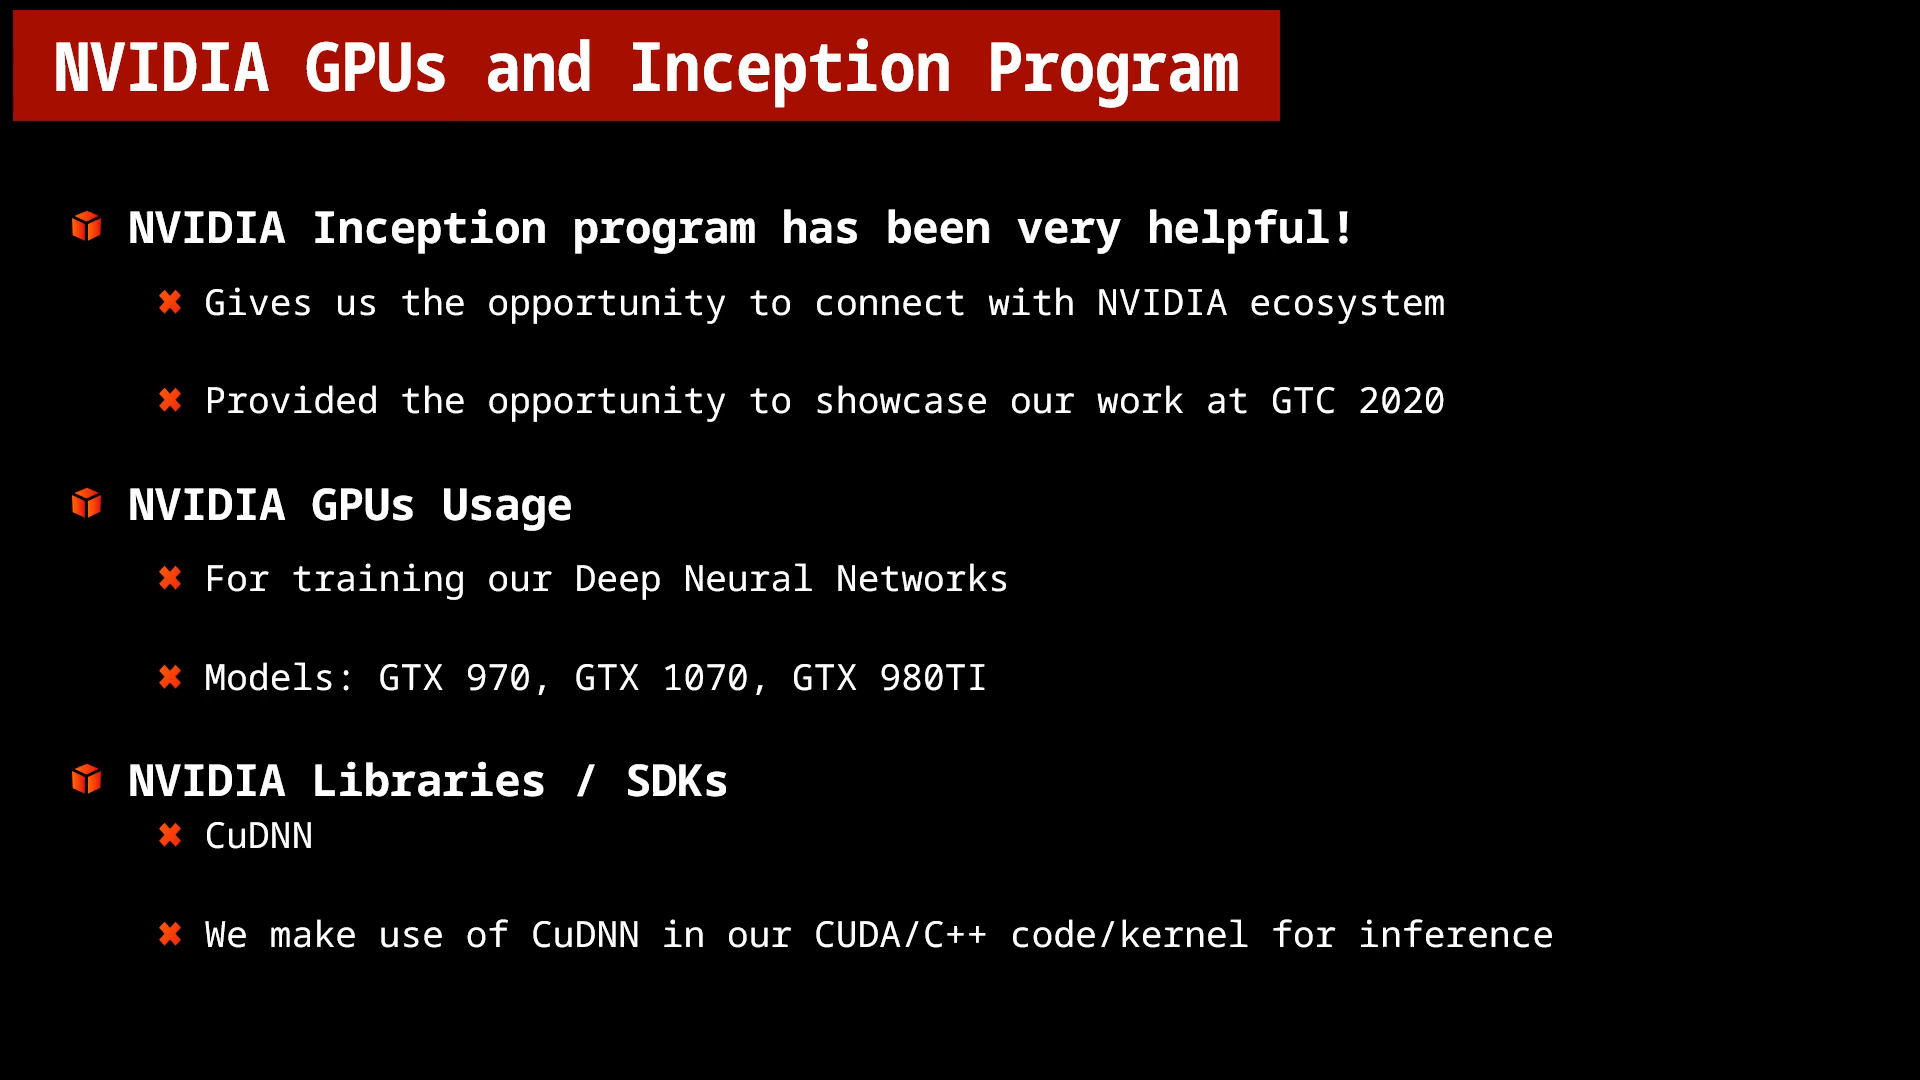 NVIDIA GPUs and Inception Program
NVIDIA Inception program has been very helpful!
Gives us the opportunity to connect with NVIDIA ecosystem
Provided the opportunity to showcase our work at GTC 2020
NVIDIA GPUs Usage
For training our Deep Neural Networks
Models: GTX 970, GTX 1070, GTX 980TI
NVIDIA Libraries / SDKs
CuDNN
We make use of CuDNN in our CUDA/C++ code/kernel for inference